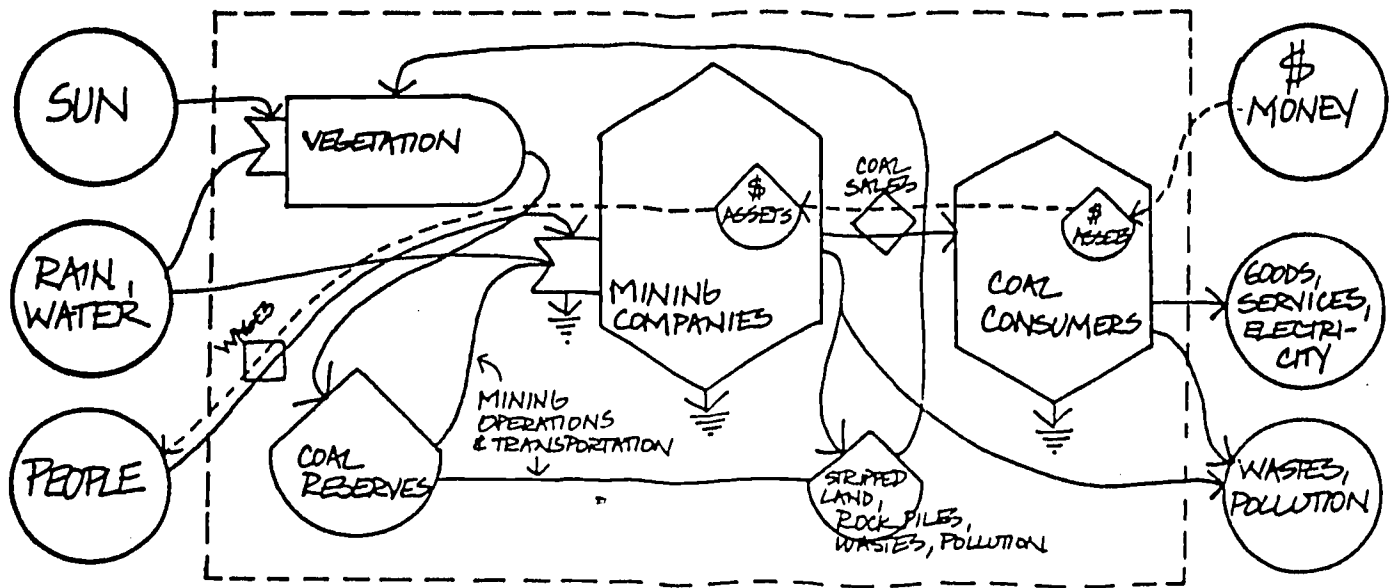 SUN
VEGETATION
$
MONEY
COAL
SALES
$
ASSETS
$
ASSETS
RAIN,
WATER
WAGES
MINING
COMPANIES
COAL
CONSUMERS
GOODS,
SERVICES,
ELECTRI-
CITY
MINING
OPERATIONS
& TRANSPORTATION
PEOPLE
COAL
RESERVES
STRIPPED
LAND,
ROCK PILES,
WASTES, POLLUTION
WASTES,
POLLUTION